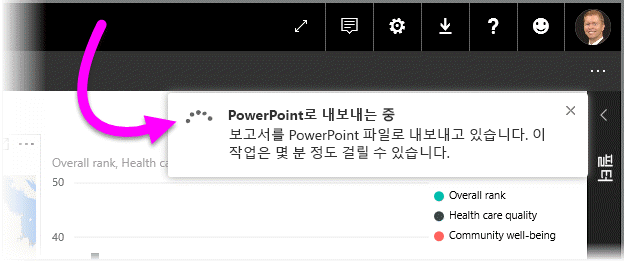 PowerPoint로 내보내는 중
보고서를 PowerPoint 파일로 내보내고 있습니다. 이
작업은 몇 분 정도 걸릴 수 있습니다.
필터
Overall rank, Health ca
50
Overall rank
Health care quality
40
Community well-being